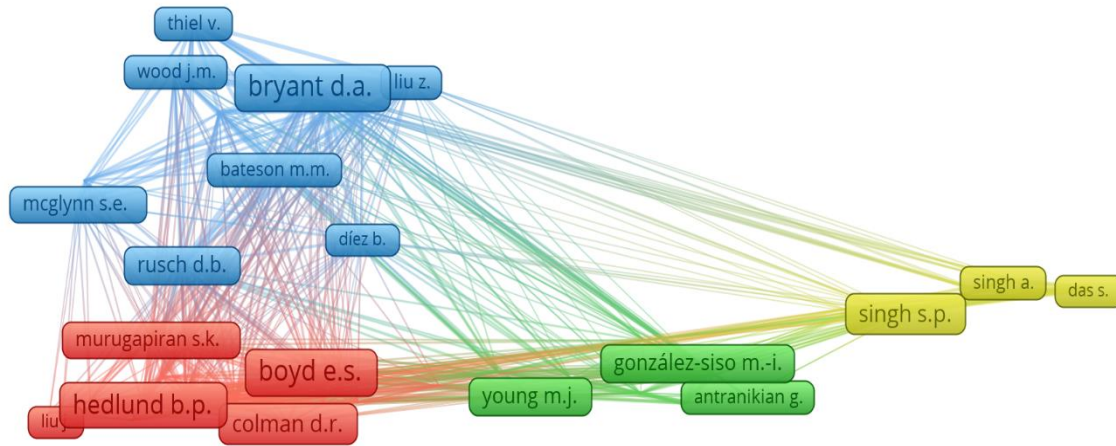 thiel v.
wood j.m.
bryant d.a.
liu z.
bateson m.m.
mcglynn s.e.
díez b.
rusch d.b.
singh a.
das s.
singh s.p.
murugapiran s.k.
boyd e.s.
gonzález-siso m.-i.
hedlund b.p.
young m.j.
antranikian g.
liu
colman d.r.